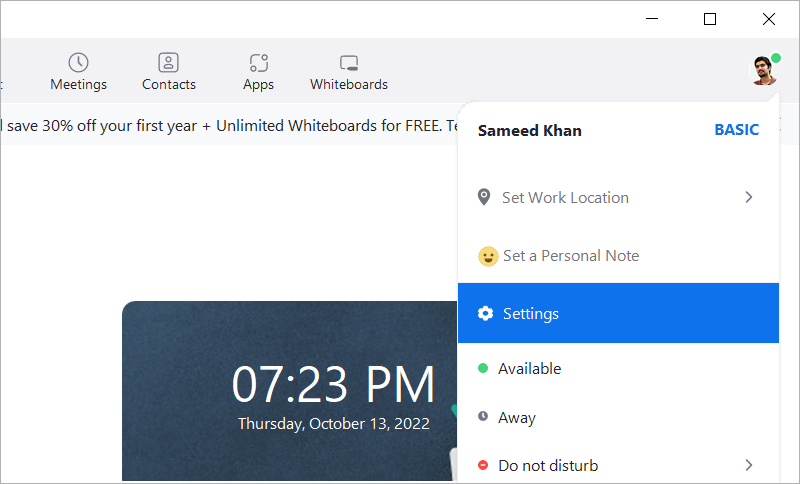 Meetings
Contacts
Apps
Whiteboards
save 30% off your first year + Unlimited Whiteboards for FREE.
Sameed Khan
BASIC
Set Work Location
Set a Personal Note
Settings
Available
Away
Do not disturb
07:23 PM
Thursday, October 13, 2022